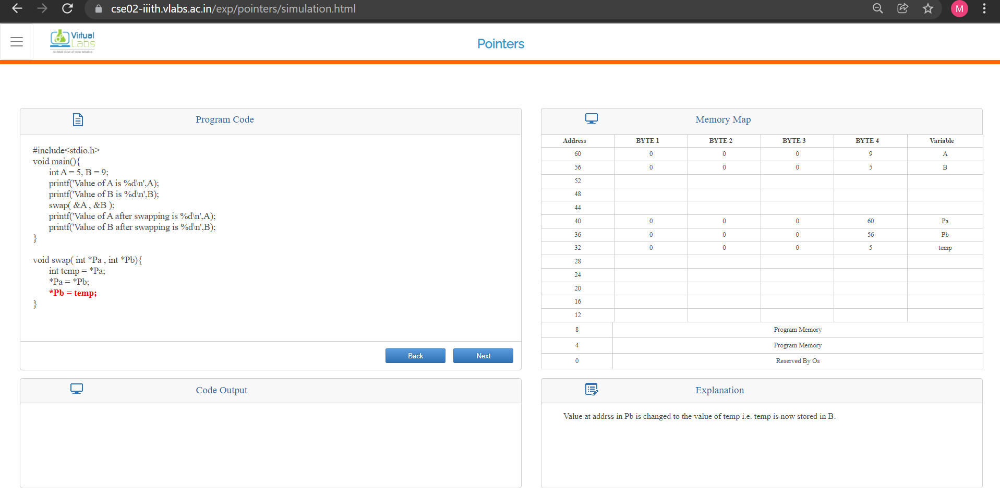 cse02-iiith.vlabs.ac.in/exp/pointers/simulation.html
M
Virtual
Labs
An MoE Govt of India Initiative
Pointers
Program Code
#include<stdio.h>
void main(){
int A = 5, B = 9;
printf('Value of A is %d\n',A);
printf('Value of B is %d\n',B);
swap( &A , &B );
printf('Value of A after swapping is %d\n',A);
printf('Value of B after swapping is %d\n',B);
}
void swap( int *Pa , int *Pb){
int temp = *Pa;
*Pa = *Pb;
*Pb = temp;
}
Back Next
Memory Map
Address BYTE 1 BYTE 2 BYTE 3 BYTE 4 Variable
60 0 0 0 9 A
56 0 0 0 5 B
52
48
44
40 0 0 0 60 Pa
36 0 0 0 56 Pb
32 0 0 0 5 temp
28
24
20
16
12
8 Program Memory
4 Program Memory
0 Reserved By Os
Code Output
Explanation
Value at addrss in Pb is changed to the value of temp i.e. temp is now stored in B.